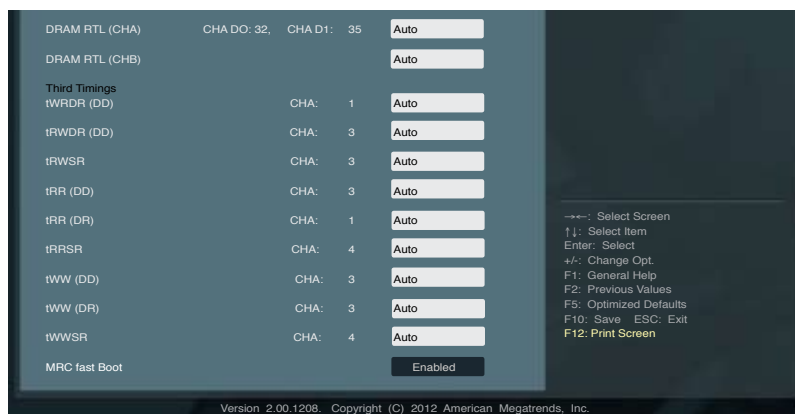 DRAM RTL (CHA) CHA DO: 32, CHA D1: 35 Auto
DRAM RTL (CHB) Auto
Third Timings
tWRDR (DD) CHA: 1 Auto
tRWDR (DD) CHA: 3 Auto
tRWSR CHA: 3 Auto
tRR (DD) CHA: 3 Auto
tRR (DR) CHA: 1 Auto
tRRSR CHA: 4 Auto
tWW (DD) CHA: 3 Auto
tWW (DR) CHA: 3 Auto
tWWSR CHA: 4 Auto
MRC fast Boot Enabled
→←: Select Screen
↑↓: Select Item
Enter: Select
+/-: Change Opt.
F1: General Help
F2: Previous Values
F5: Optimized Defaults
F10: Save ESC: Exit
F12: Print Screen
Version 2.00.1208. Copyright (C) 2012 American Megatrends, Inc.